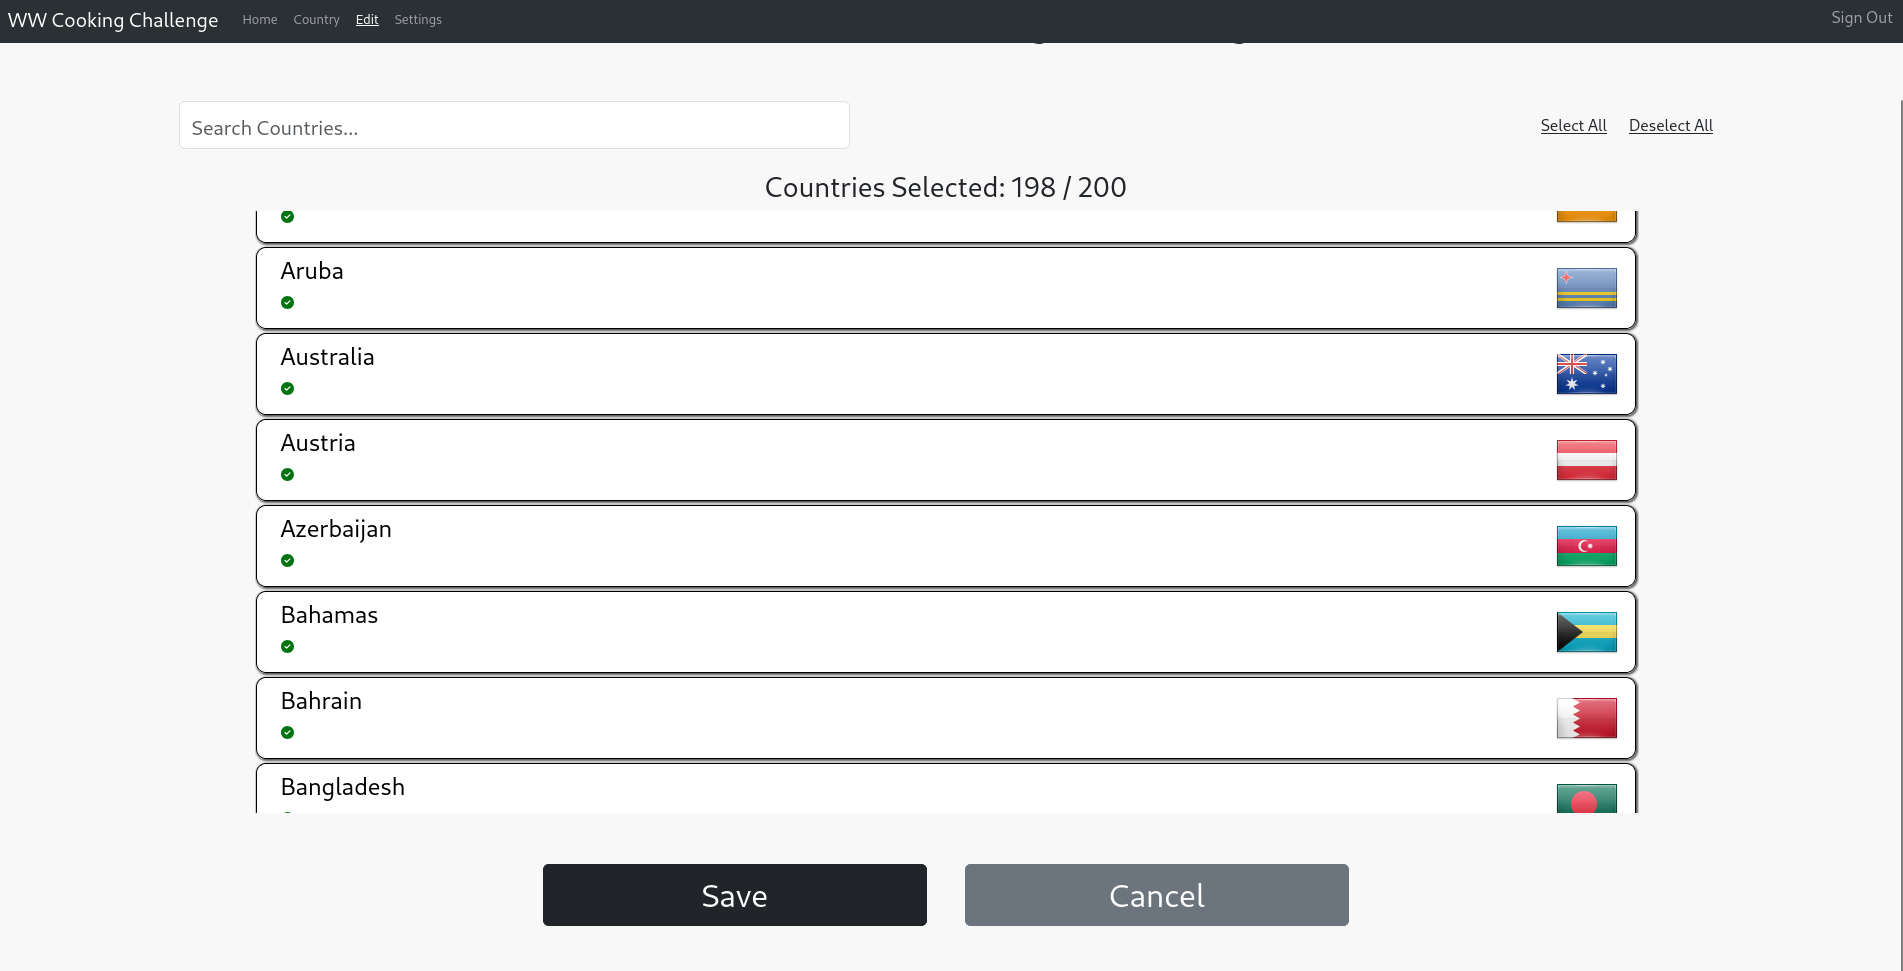 WW Cooking Challenge Home Country Edit Settings Sign Out
Search Countries... Select All Deselect All
Countries Selected: 198 / 200
Aruba
Australia
Austria
Azerbaijan
Bahamas
Bahrain
Bangladesh
Save Cancel